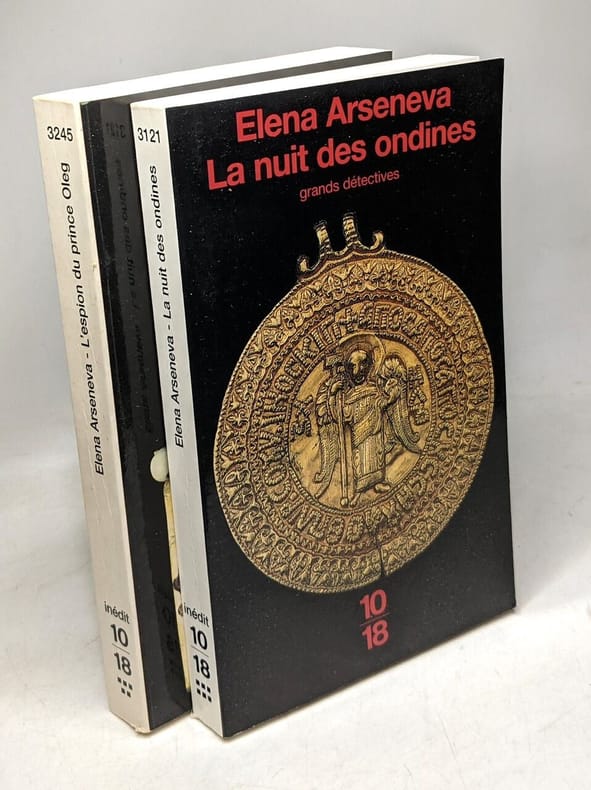 Elena Arseneva
La nuit des ondines
grands détectives
10
18
3121
Elena Arseneva - La nuit des ondines
inédit
10
18
3245
Elena Arseneva - L'espion du prince Oleg
inédit
10
18